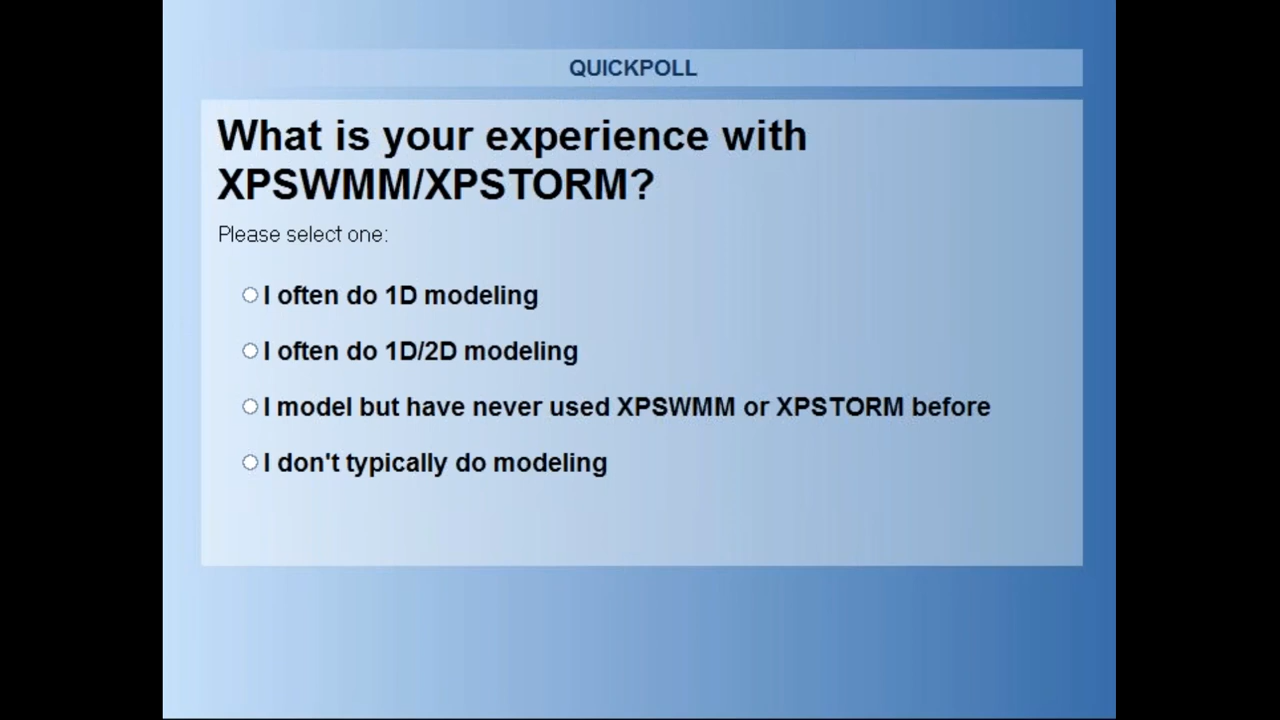 QUICKPOLL
What is your experience with
XPSWMM/XPSTORM?
Please select one:
I often do 1D modeling
I often do 1D/2D modeling
I model but have never used XPSWMM or XPSTORM before
I don't typically do modeling